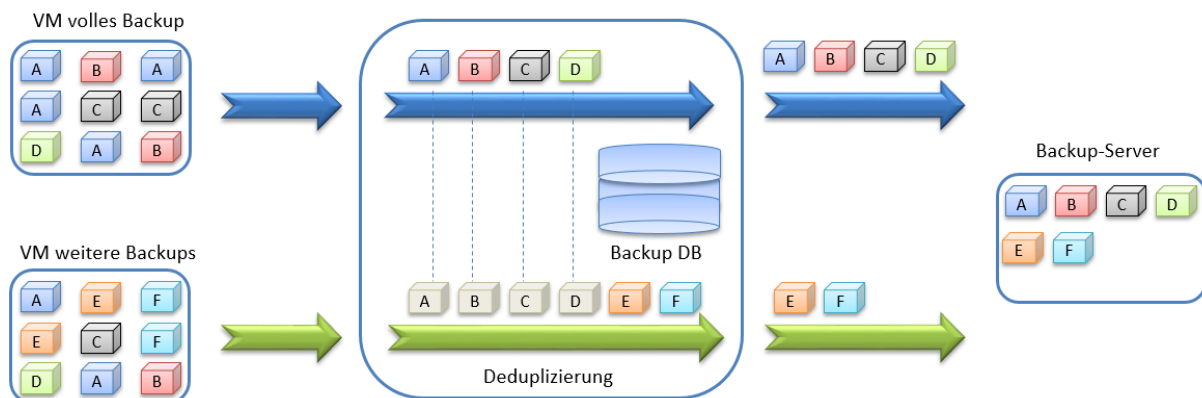 VM volles Backup
A B A
A C C
D A B
A B C D
A B C D
Backup DB
Backup-Server
A B C D
E F
VM weitere Backups
A E F
E C F
D A B
A B C D E F
E F
Deduplizierung